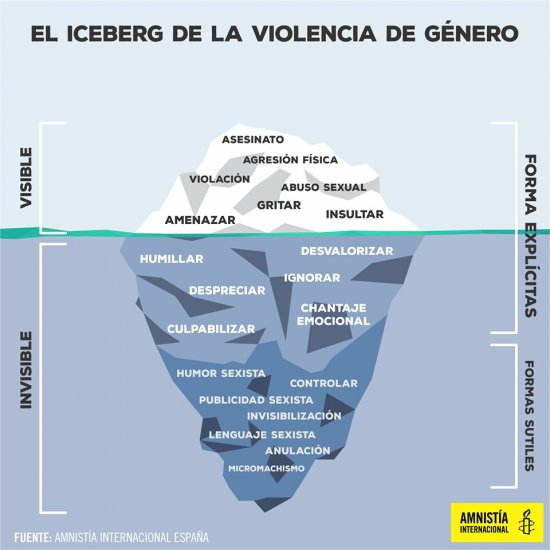 EL ICEBERG DE LA VIOLENCIA DE GÉNERO
VISIBLE
ASESINATO
AGRESIÓN FÍSICA
VIOLACIÓN
ABUSO SEXUAL
GRITAR
AMENAZAR
INSULTAR
FORMA EXPLÍCITAS
INVISIBLE
HUMILLAR
DESVALORIZAR
IGNORAR
DESPRECIAR
CHANTAJE
EMOCIONAL
CULPABILIZAR
HUMOR SEXISTA
CONTROLAR
PUBLICIDAD SEXISTA
INVISIBILIZACIÓN
LENGUAJE SEXISTA
ANULACIÓN
MICROMACHISMO
FORMAS SUTILES
FUENTE: AMNISTÍA INTERNACIONAL ESPAÑA
AMNISTÍA
INTERNACIONAL